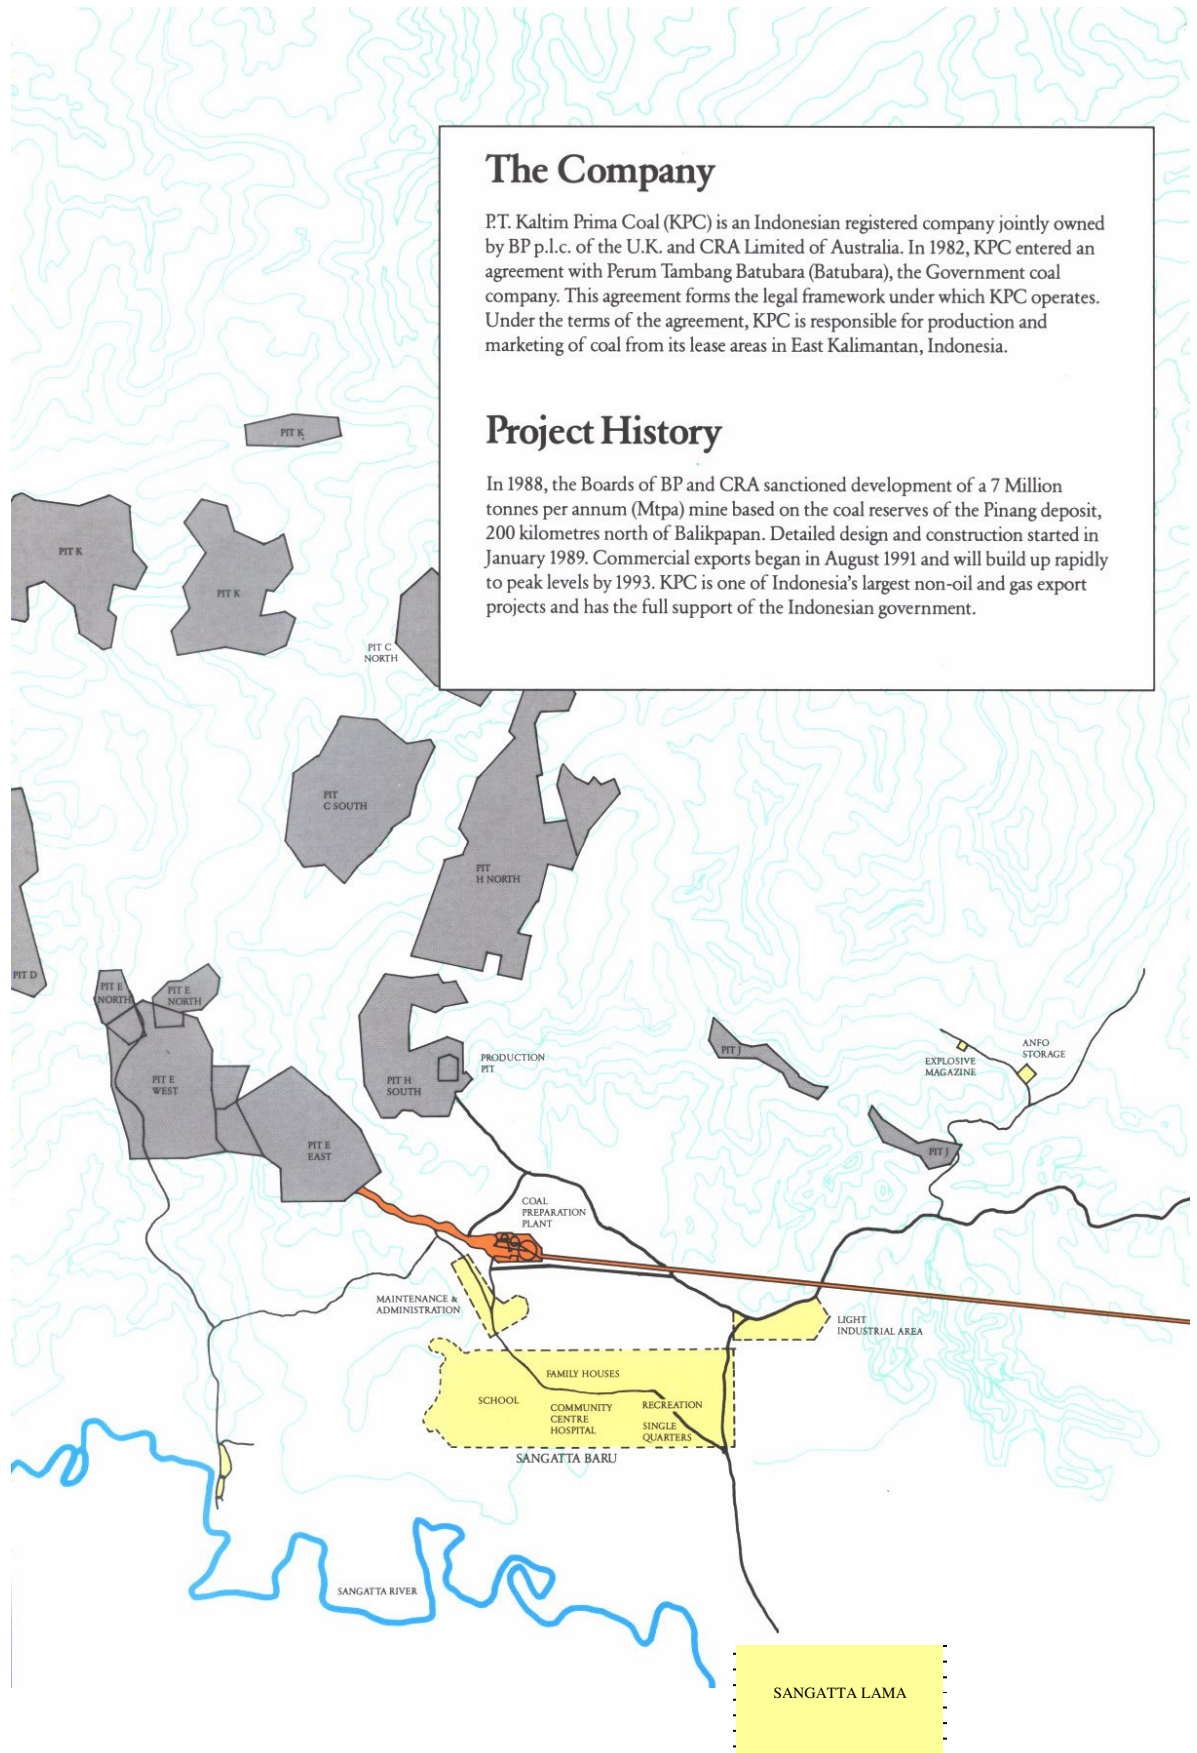 The Company
P.T. Kaltim Prima Coal (KPC) is an Indonesian registered company jointly owned
by BP p.l.c. of the U.K. and CRA Limited of Australia. In 1982, KPC entered an
agreement with Perum Tambang Batubara (Batubara), the Government coal
company. This agreement forms the legal framework under which KPC operates.
Under the terms of the agreement, KPC is responsible for production and
marketing of coal from its lease areas in East Kalimantan, Indonesia.
Project History
In 1988, the Boards of BP and CRA sanctioned development of a 7 Million
tonnes per annum (Mtpa) mine based on the coal reserves of the Pinang deposit,
200 kilometres north of Balikpapan. Detailed design and construction started in
January 1989. Commercial exports began in August 1991 and will build up rapidly
to peak levels by 1993. KPC is one of Indonesia's largest non-oil and gas export
projects and has the full support of the Indonesian government.
PIT K
PIT K
PIT K
PIT C
NORTH
PIT
C SOUTH
PIT
H NORTH
PIT D
PIT E
NORTH
PIT E
NORTH
PIT E
WEST
PIT H
SOUTH
PRODUCTION
PIT
PIT J
EXPLOSIVE
MAGAZINE
ANFO
STORAGE
PIT E
EAST
PIT J
COAL
PREPARATION
PLANT
MAINTENANCE &
ADMINISTRATION
LIGHT
INDUSTRIAL AREA
FAMILY HOUSES
SCHOOL
COMMUNITY
CENTRE
HOSPITAL
RECREATION
SINGLE
QUARTERS
SANGATTA BARU
SANGATTA RIVER
SANGATTA LAMA